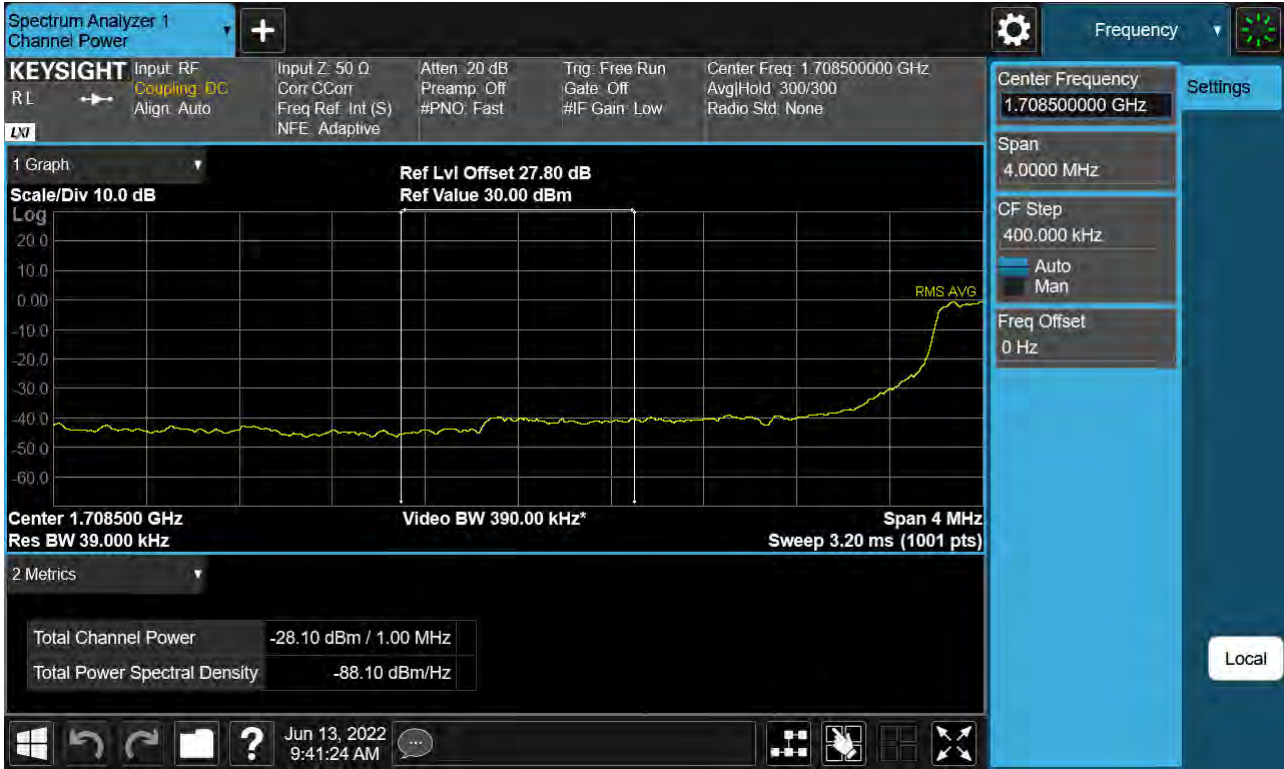 Spectrum Analyzer 1
Channel Power
+
Frequency
KEYSIGHT
R L
LXI
Input: RF
Coupling: DC
Align: Auto
Input Z: 50 Ω
Corr CCorr
Freq Ref: Int (S)
NFE: Adaptive
Atten: 20 dB
Preamp: Off
#PNO: Fast
Trig: Free Run
Gate: Off
#IF Gain: Low
Center Freq: 1.708500000 GHz
Avg|Hold: 300/300
Radio Std: None
Center Frequency
1.708500000 GHz
Settings
Span
4.0000 MHz
CF Step
400.000 kHz
Auto
Man
Freq Offset
0 Hz
Local
1 Graph
Scale/Div 10.0 dB
Ref Lvl Offset 27.80 dB
Ref Value 30.00 dBm
Log
20.0
10.0
0.00
-10.0
-20.0
-30.0
-40.0
-50.0
-60.0
RMS AVG
Center 1.708500 GHz
Video BW 390.00 kHz*
Span 4 MHz
Res BW 39.000 kHz
Sweep 3.20 ms (1001 pts)
2 Metrics
Total Channel Power -28.10 dBm / 1.00 MHz
Total Power Spectral Density -88.10 dBm/Hz
?
Jun 13, 2022
9:41:24 AM